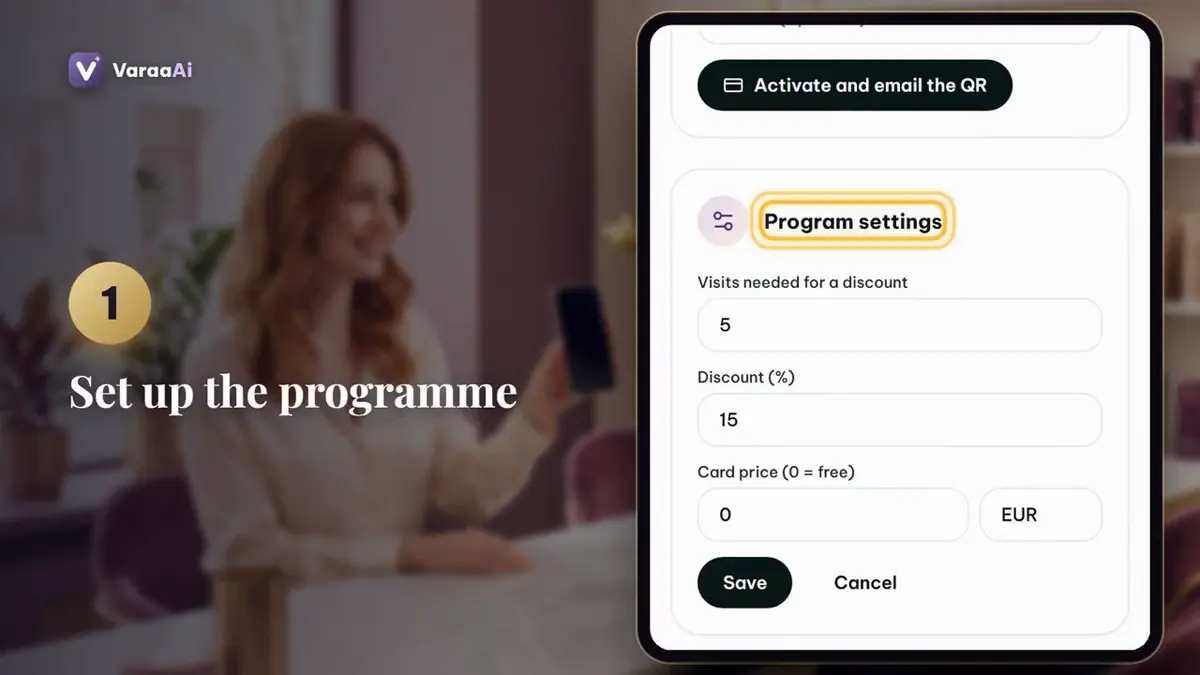 VaraaAi
1
Set up the programme
Activate and email the QR
Program settings
Visits needed for a discount
5
Discount (%)
15
Card price (0 = free)
0
EUR
Save
Cancel